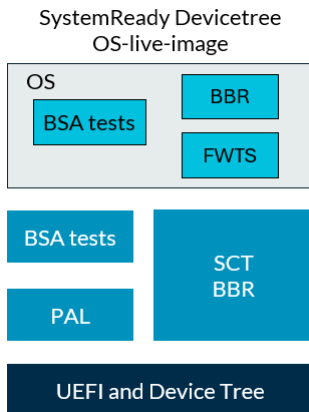 SystemReady Devicetree
OS-live-image
OS
BSA tests
BBR
FWTS
BSA tests
PAL
SCT
BBR
UEFI and Device Tree